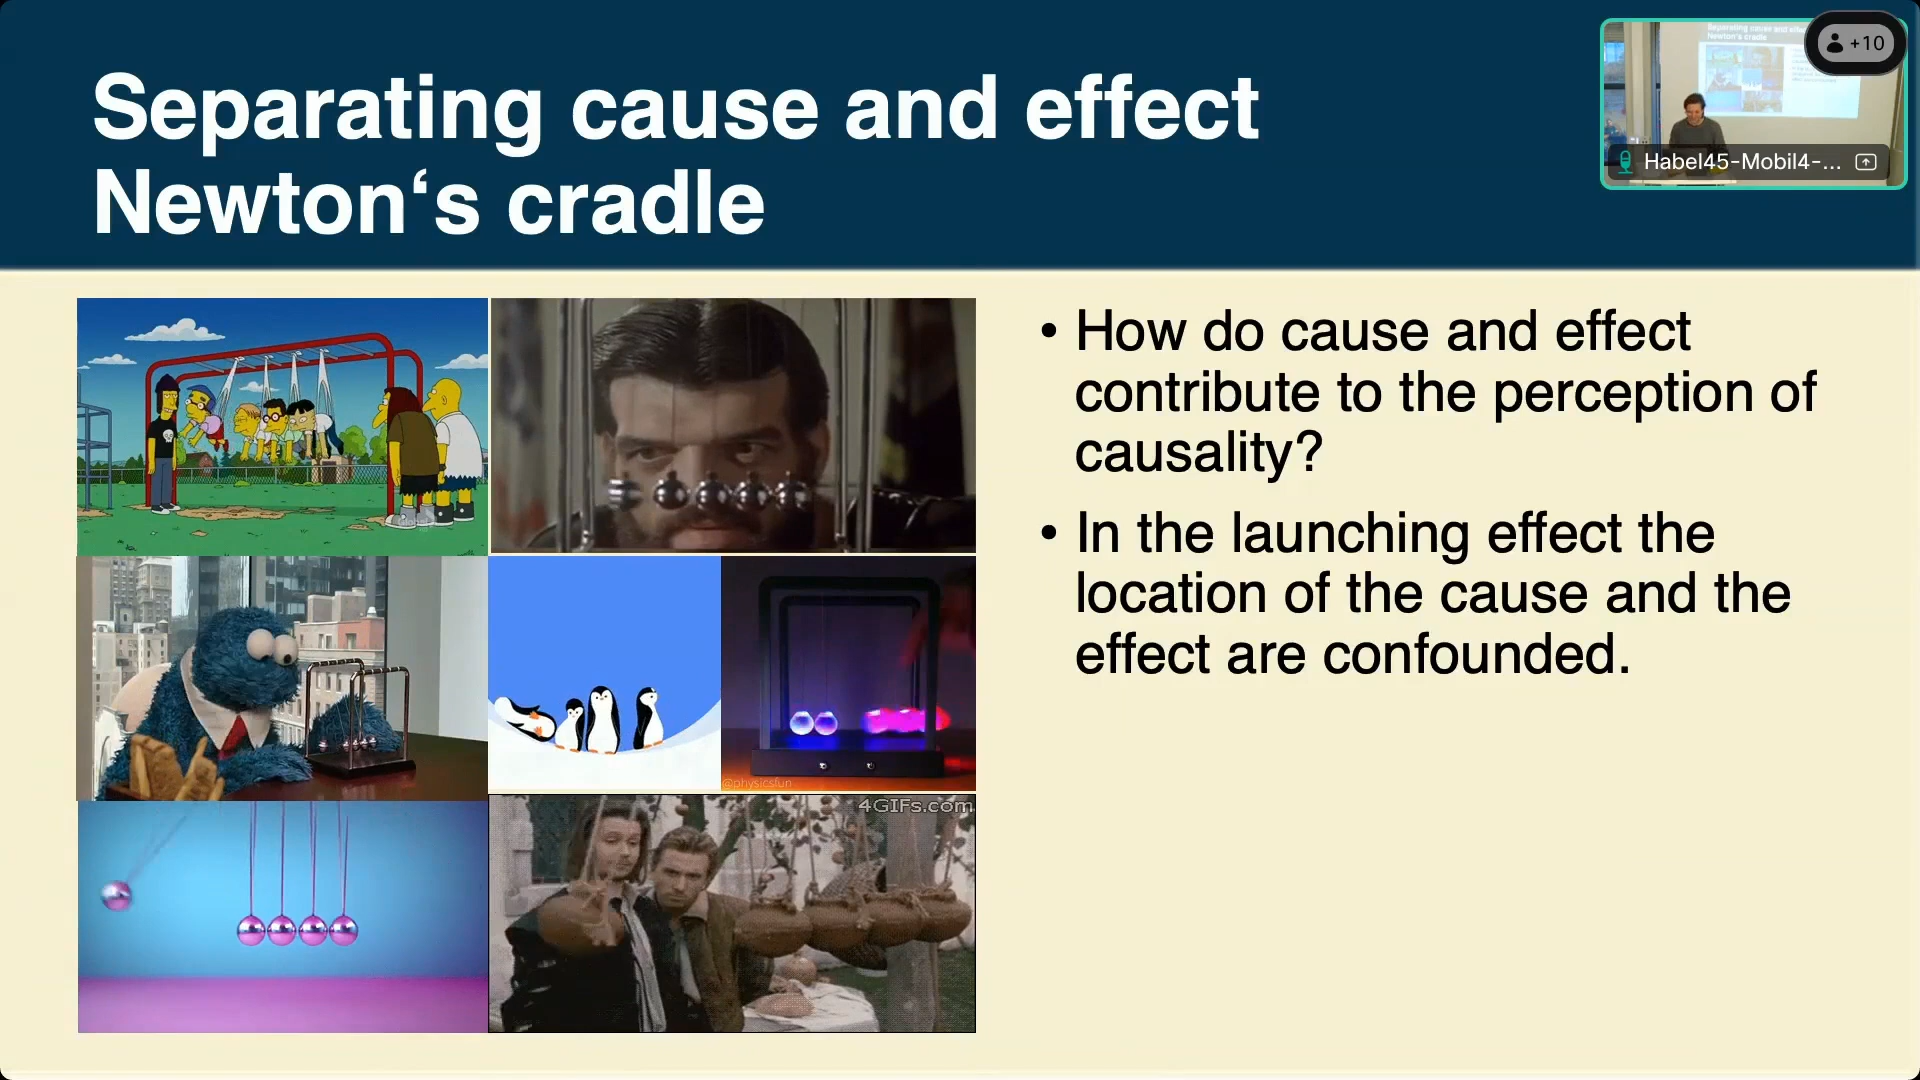 Separating cause and effect
Newton‘s cradle
+10
Habel45-Mobil4-...
• How do cause and effect
contribute to the perception of
causality?
• In the launching effect the
location of the cause and the
effect are confounded.
@physicsfun
4GIFs.com